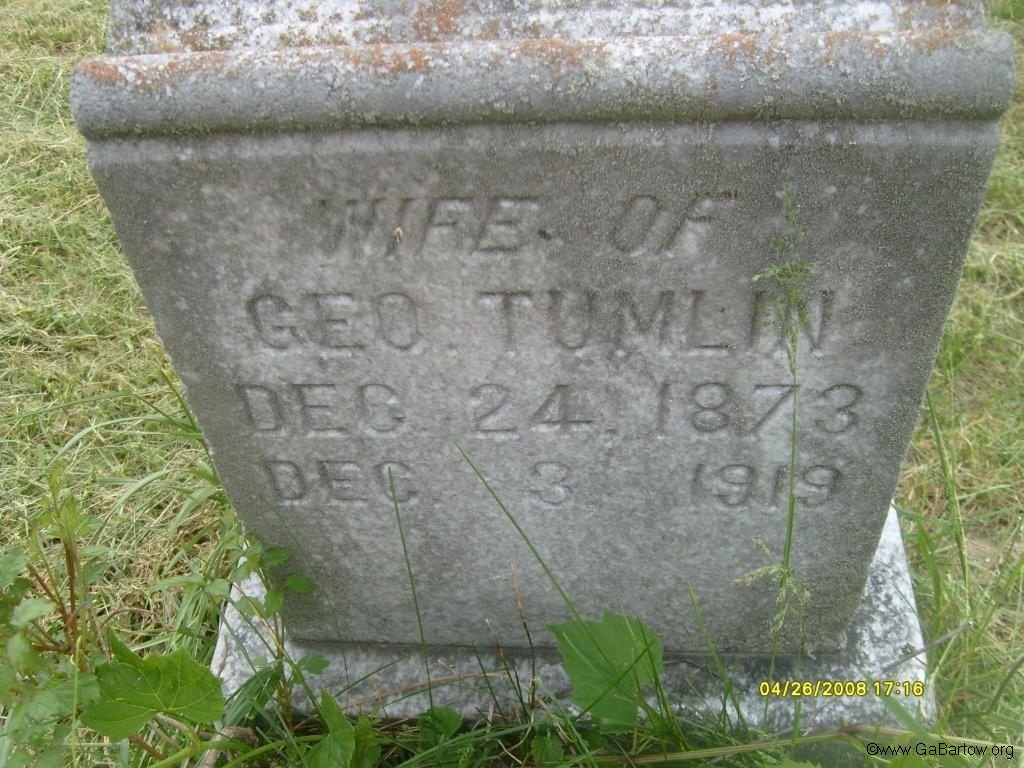 WIFE OF
GEO. TUMLIN
DEC. 24, 1873
DEC. 3 1919
04/26/2008 17:16
©www.GaBartow.org